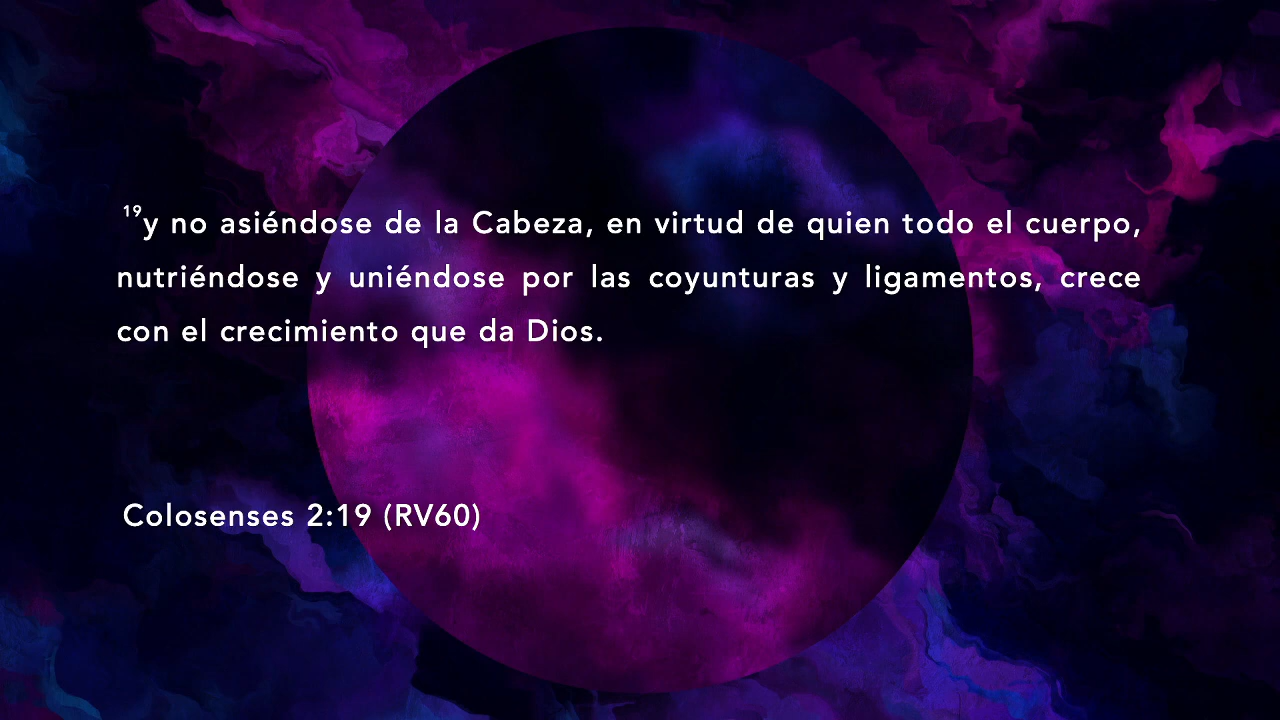 ¹⁹y no asiéndose de la Cabeza, en virtud de quien todo el cuerpo,
nutriéndose y uniéndose por las coyunturas y ligamentos, crece
con el crecimiento que da Dios.
Colosenses 2:19 (RV60)